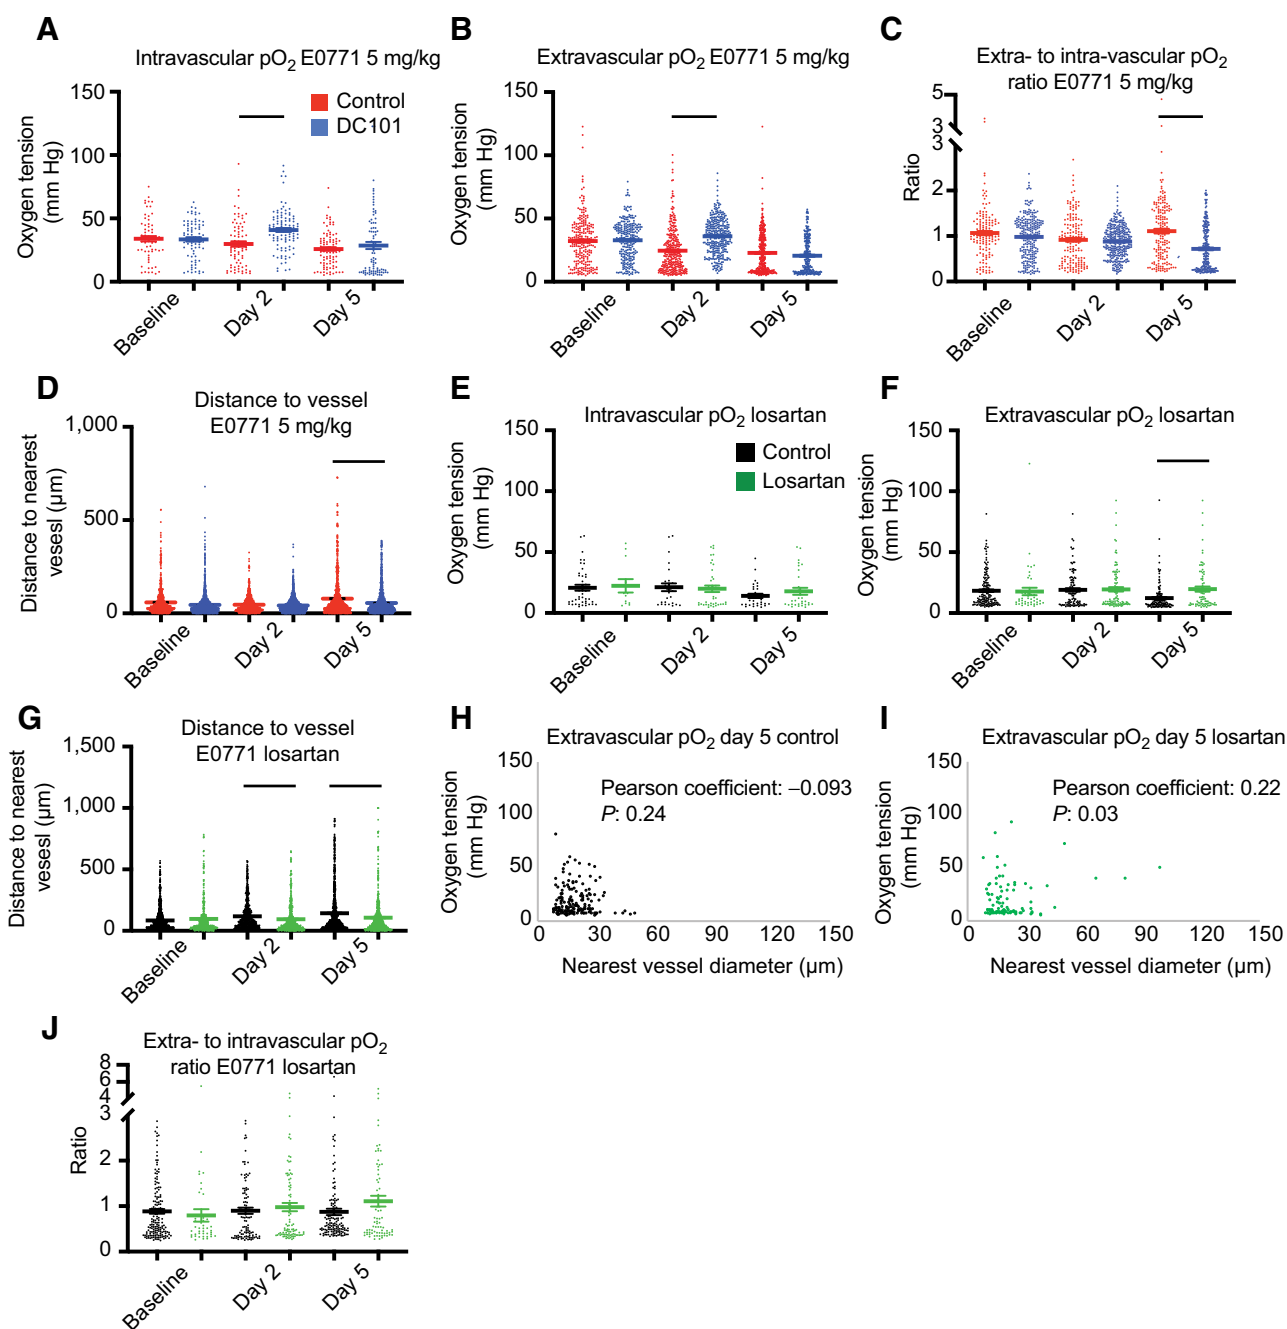 A
Intravascular pO2 E0771 5 mg/kg
Oxygen tension
(mm Hg)
150
100
50
0
Control
DC101
Baseline
Day 2
Day 5
B
Extravascular pO2 E0771 5 mg/kg
Oxygen tension
(mm Hg)
150
100
50
0
Baseline
Day 2
Day 5
C
Extra- to intra-vascular pO2
ratio E0771 5 mg/kg
Ratio
5
3
3
2
1
0
Baseline
Day 2
Day 5
D
Distance to vessel
E0771 5 mg/kg
Distance to nearest
vesesl (µm)
1,000
500
0
Baseline
Day 2
Day 5
E
Intravascular pO2 losartan
Oxygen tension
(mm Hg)
150
100
50
0
Control
Losartan
Baseline
Day 2
Day 5
F
Extravascular pO2 losartan
Oxygen tension
(mm Hg)
150
100
50
0
Baseline
Day 2
Day 5
G
Distance to vessel
E0771 losartan
Distance to nearest
vesesl (µm)
1,500
1,000
500
0
Baseline
Day 2
Day 5
H
Extravascular pO2 day 5 control
Oxygen tension
(mm Hg)
150
100
50
0
Pearson coefficient: −0.093
P: 0.24
0 30 60 90 120 150
Nearest vessel diameter (µm)
I
Extravascular pO2 day 5 losartan
Oxygen tension
(mm Hg)
150
100
50
0
Pearson coefficient: 0.22
P: 0.03
0 30 60 90 120 150
Nearest vessel diameter (µm)
J
Extra- to intravascular pO2
ratio E0771 losartan
Ratio
8
6
4
3
2
1
0
Baseline
Day 2
Day 5